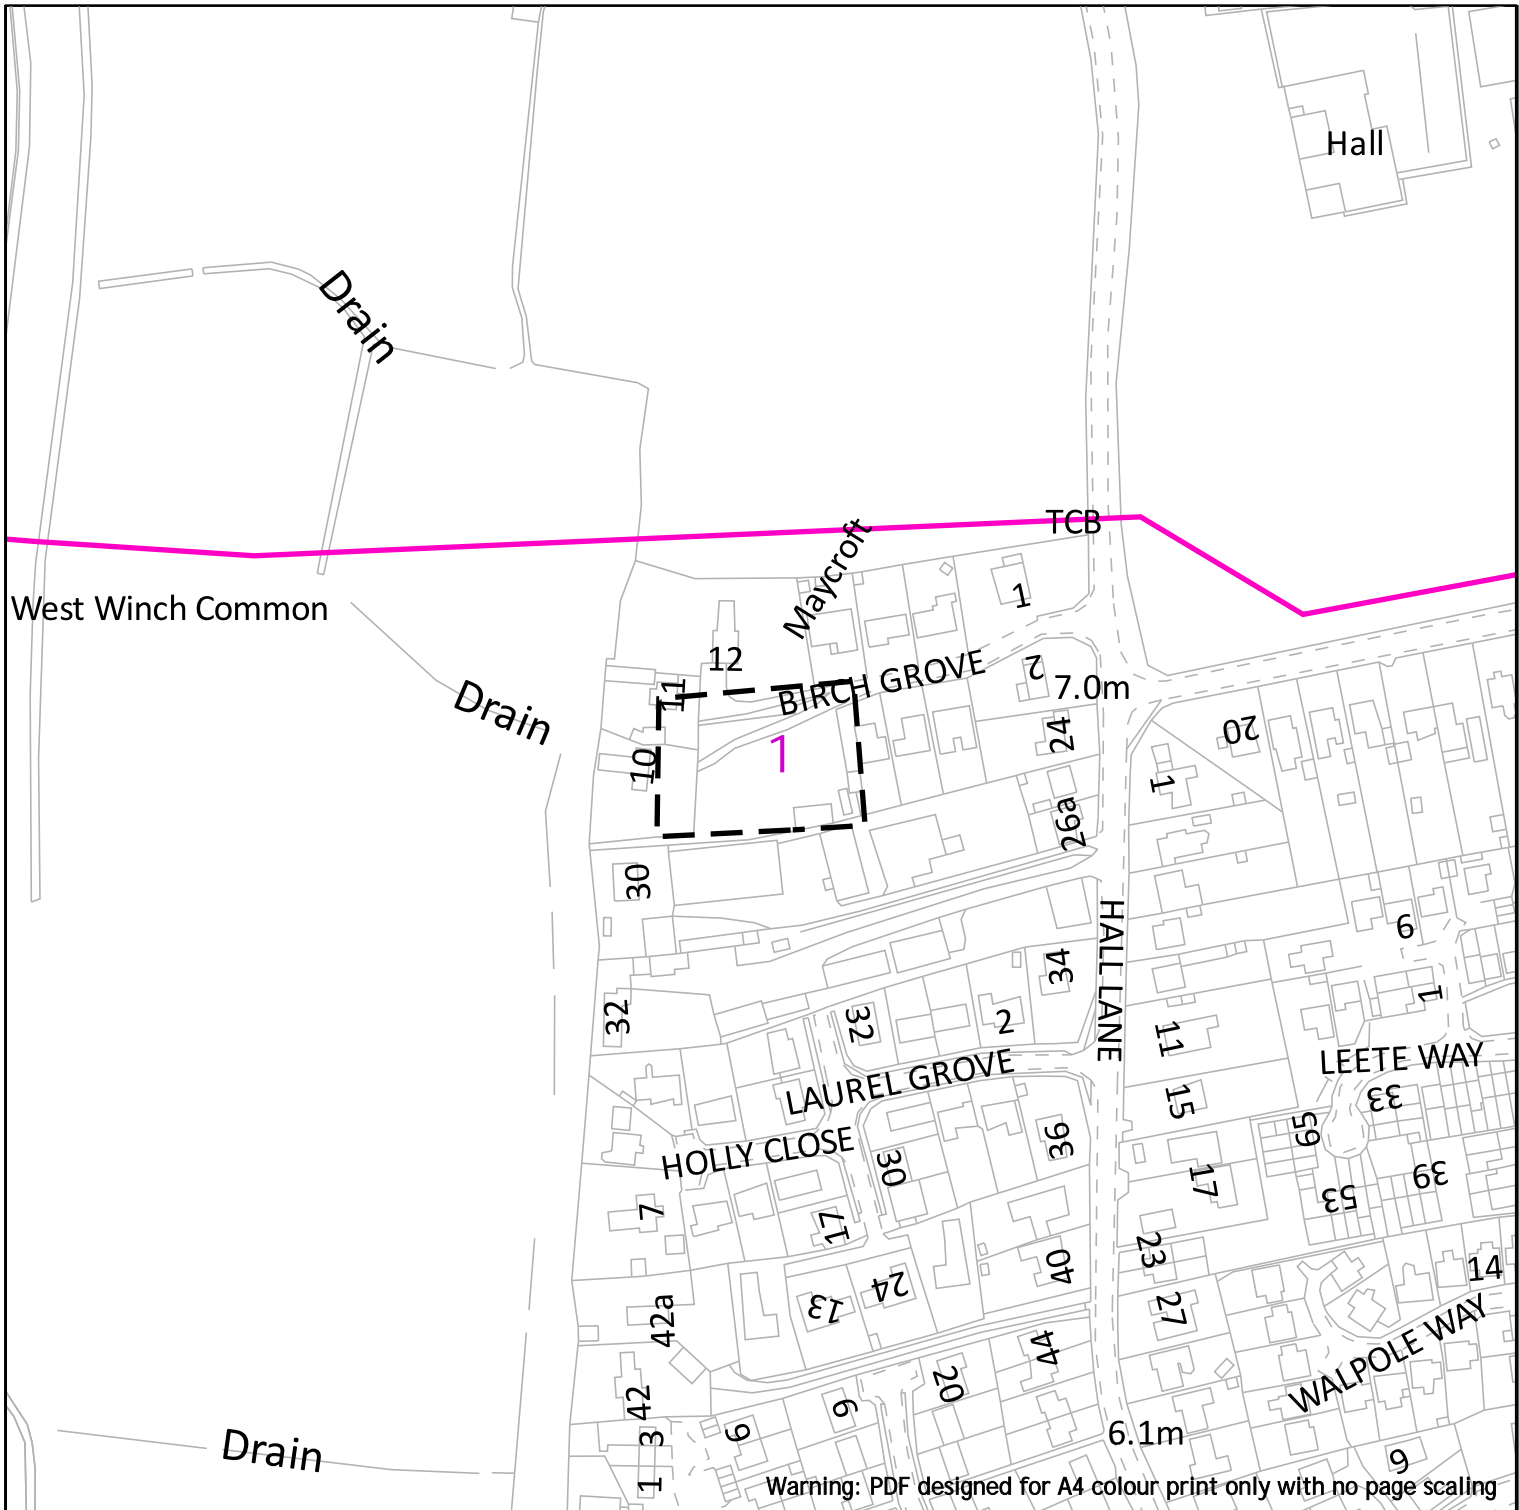 Hall
Drain
TCB
Maycroft
West Winch Common
1
12
BIRCH GROVE
2
7.0m
11
Drain
24
20
10
1
1
26a
30
HALL LANE
6
34
1
32
32
2
11
LEETE WAY
LAUREL GROVE
33
15
65
36
HOLLY CLOSE
30
39
17
53
7
17
23
40
14
24
13
27
42a
44
WALPOLE WAY
20
42
9
9
3
6.1m
Drain
9
1
Warning: PDF designed for A4 colour print only with no page scaling